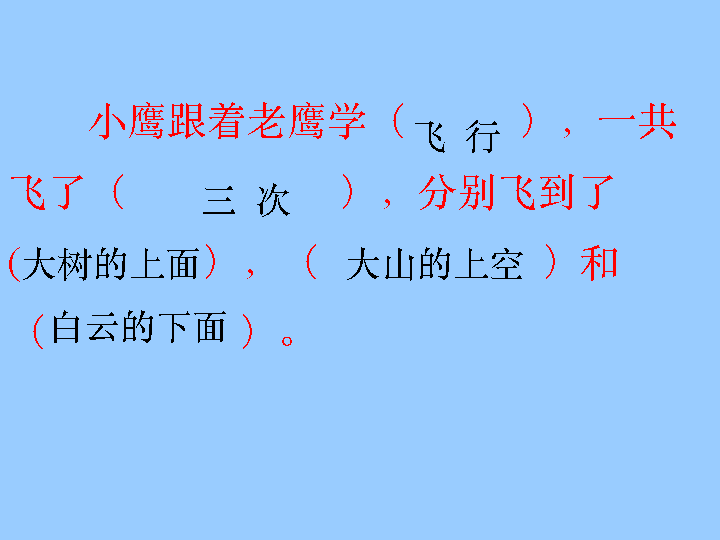 小鹰跟着老鹰学（飞 行），一共
飞了（ 三 次 ），分别飞到了
(大树的上面），（ 大山的上空 ）和
(白云的下面 ) 。